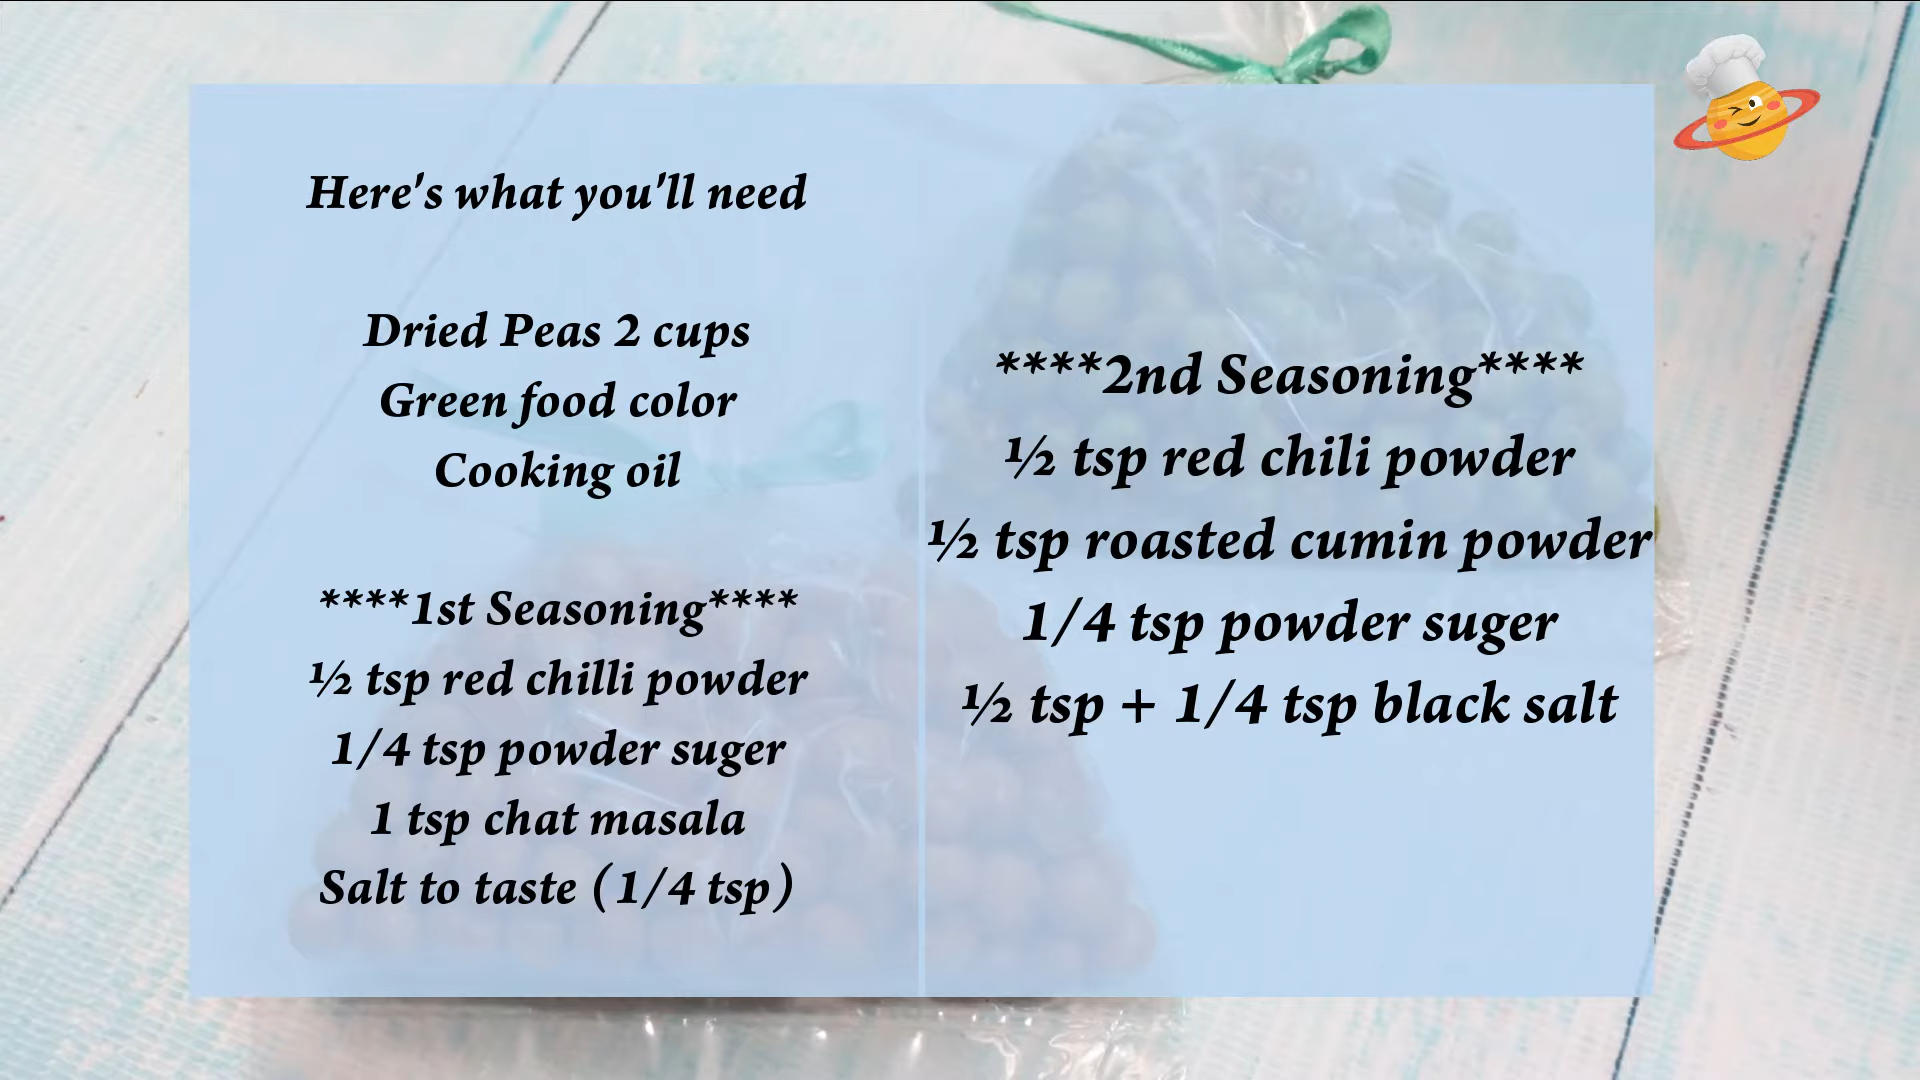 Here's what you'll need
Dried Peas 2 cups
Green food color
Cooking oil
****1st Seasoning****
½ tsp red chilli powder
1/4 tsp powder suger
1 tsp chat masala
Salt to taste (1/4 tsp)
****2nd Seasoning****
½ tsp red chili powder
½ tsp roasted cumin powder
1/4 tsp powder suger
½ tsp + 1/4 tsp black salt